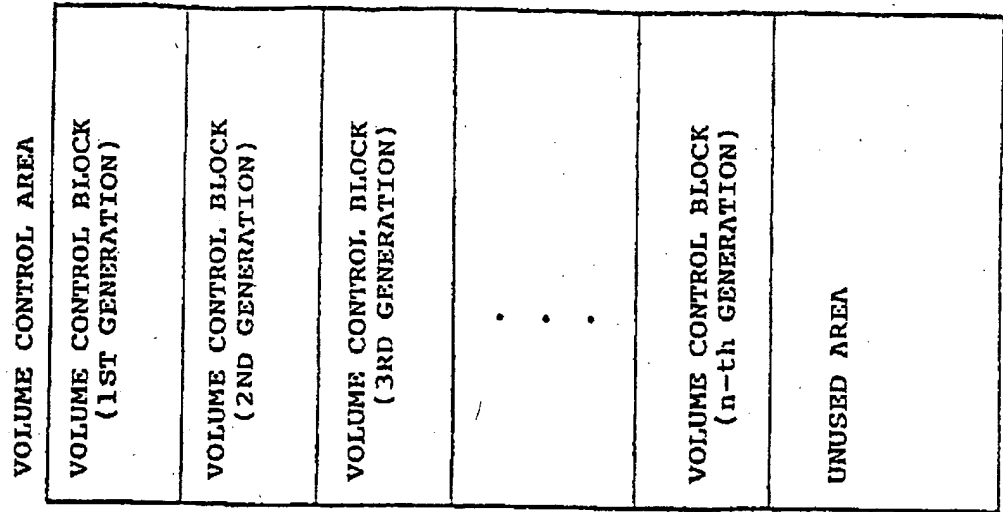 VOLUME CONTROL AREA
VOLUME CONTROL BLOCK
(1ST GENERATION)
VOLUME CONTROL BLOCK
(2ND GENERATION)
VOLUME CONTROL BLOCK
(3RD GENERATION)
. . .
VOLUME CONTROL BLOCK
(n-th GENERATION)
UNUSED AREA